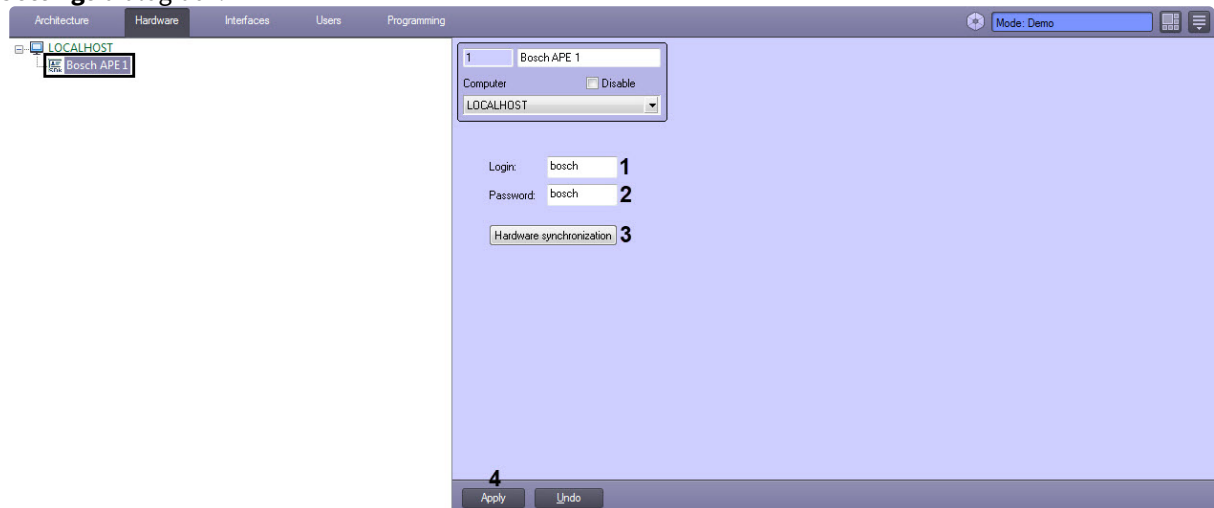 Architecture Hardware Interfaces Users Programming Mode: Demo
LOCALHOST
Bosch APE 1
1 Bosch APE 1
Computer Disable
LOCALHOST
Login: bosch 1
Password: bosch 2
Hardware synchronization 3
4
Apply Undo